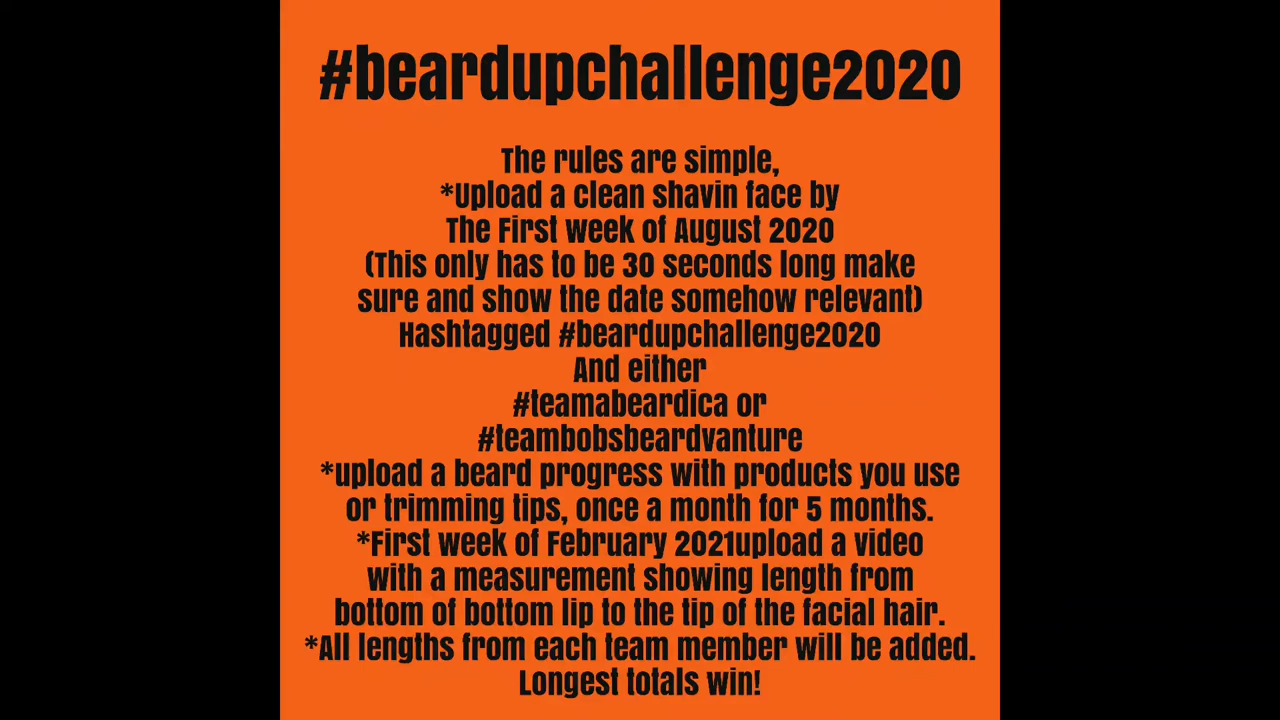 #beardupchallenge2020
The rules are simple,
*Upload a clean shavin face by
The First week of August 2020
(This only has to be 30 seconds long make
sure and show the date somehow relevant)
Hashtagged #beardupchallenge2020
And either
#teamabeardica or
#teambobsbeardvanture
*upload a beard progress with products you use
or trimming tips, once a month for 5 months.
*First week of February 2021upload a video
with a measurement showing length from
bottom of bottom lip to the tip of the facial hair.
*All lengths from each team member will be added.
Longest totals win!